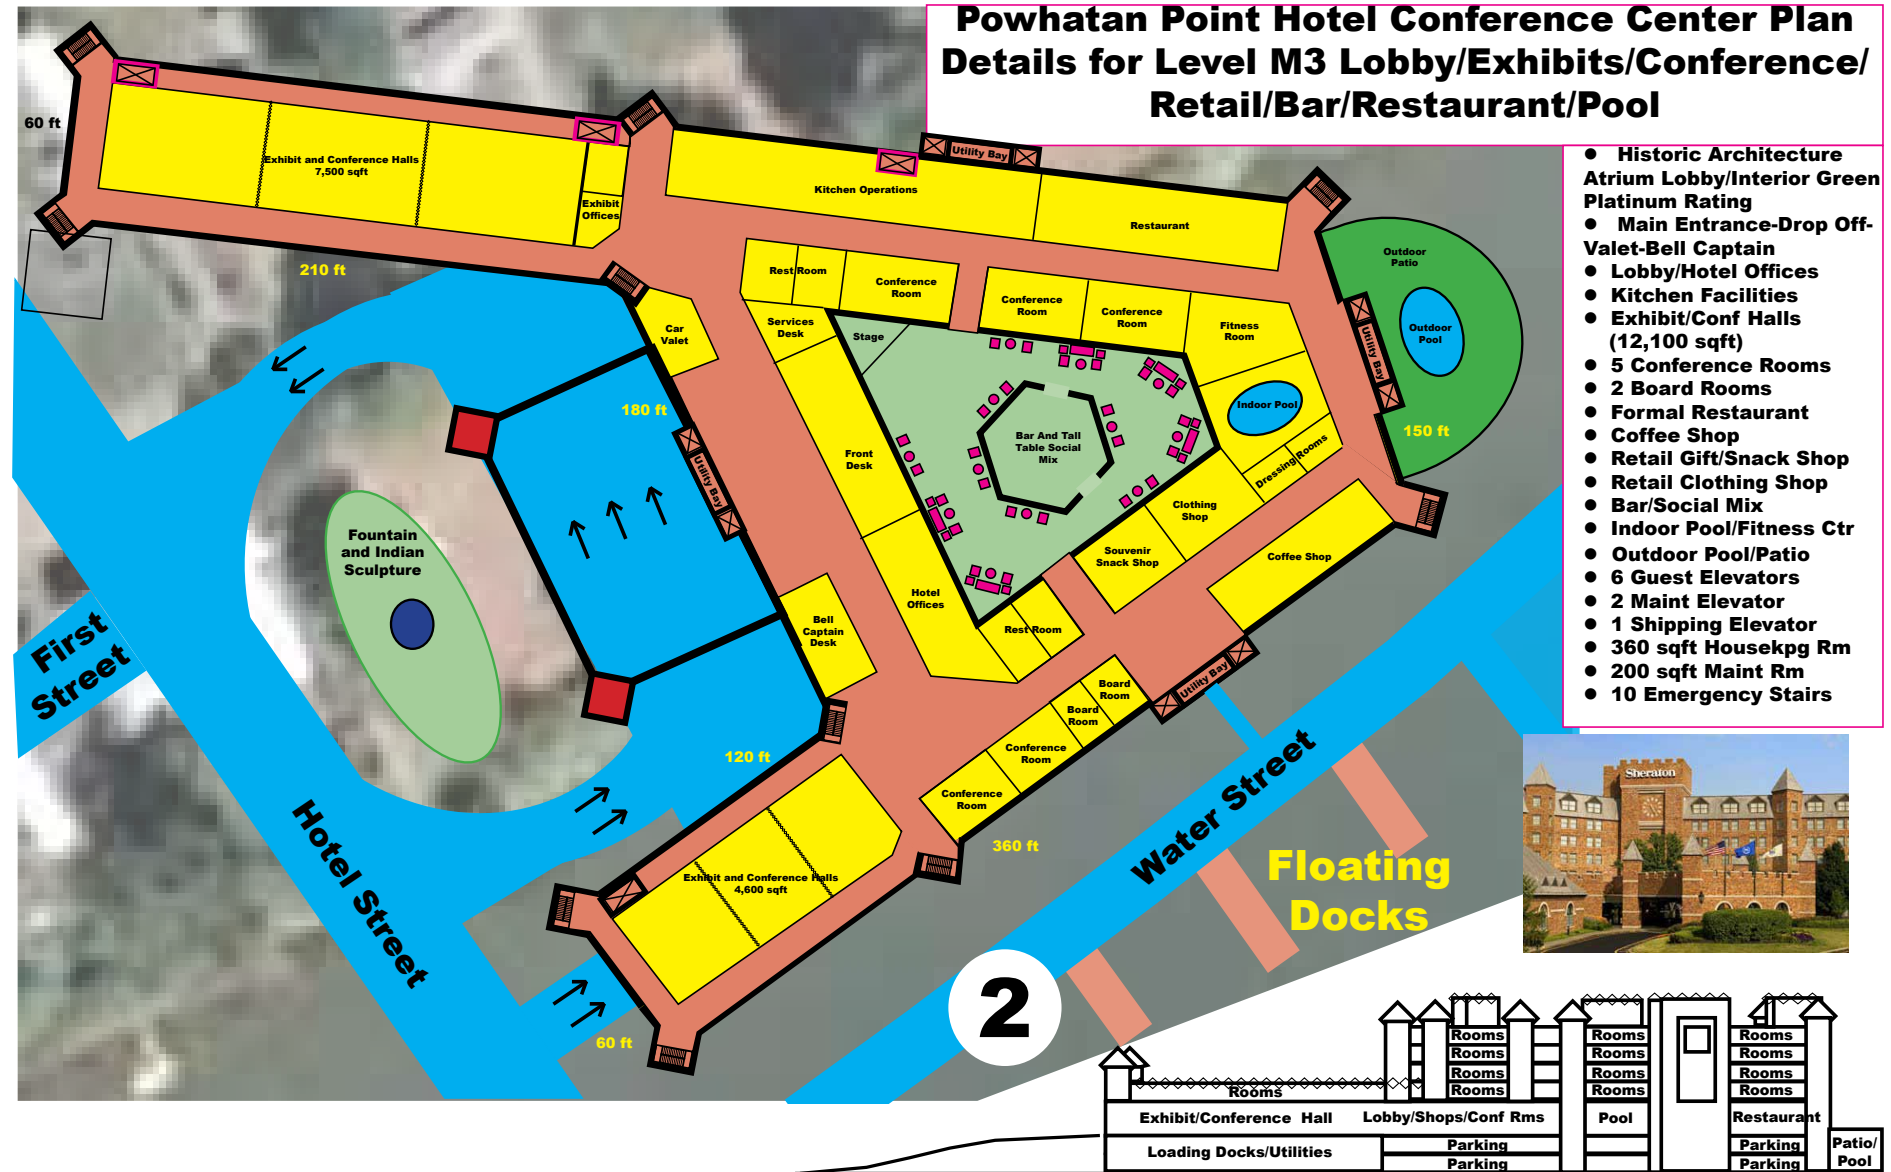 Powhatan Point Hotel Conference Center Plan
Details for Level M3 Lobby/Exhibits/Conference/
Retail/Bar/Restaurant/Pool
● Historic Architecture
Atrium Lobby/Interior Green
Platinum Rating
● Main Entrance-Drop Off-
Valet-Bell Captain
● Lobby/Hotel Offices
● Kitchen Facilities
● Exhibit/Conf Halls
(12,100 sqft)
● 5 Conference Rooms
● 2 Board Rooms
● Formal Restaurant
● Coffee Shop
● Retail Gift/Snack Shop
● Retail Clothing Shop
● Bar/Social Mix
● Indoor Pool/Fitness Ctr
● Outdoor Pool/Patio
● 6 Guest Elevators
● 2 Maint Elevator
● 1 Shipping Elevator
● 360 sqft Housekpg Rm
● 200 sqft Maint Rm
● 10 Emergency Stairs
60 ft
Exhibit and Conference Halls
7,500 sqft
Exhibit
Offices
210 ft
Kitchen Operations
Utility Bay
Restaurant
Rest Room
Conference
Room
Conference
Room
Conference
Room
Fitness
Room
Outdoor
Patio
Outdoor
Pool
Utility Bay
150 ft
Car
Valet
Services
Desk
Stage
Indoor Pool
Dressing Rooms
180 ft
Utility Bay
Front
Desk
Bar And Tall
Table Social
Mix
Clothing
Shop
Souvenir
Snack Shop
Coffee Shop
Fountain
and Indian
Sculpture
Hotel
Offices
Rest Room
Bell
Captain
Desk
First
Street
Board
Room
Board
Room
Utility Bay
Conference
Room
Conference
Room
120 ft
360 ft
Exhibit and Conference Halls
4,600 sqft
Hotel Street
Water Street
Floating
Docks
60 ft
2
Sheraton
Rooms
Rooms
Rooms
Rooms
Rooms
Rooms
Rooms
Rooms
Rooms
Rooms
Rooms
Rooms
Rooms
Exhibit/Conference Hall
Lobby/Shops/Conf Rms
Pool
Restaurant
Loading Docks/Utilities
Parking
Parking
Parking
Parking
Patio/
Pool